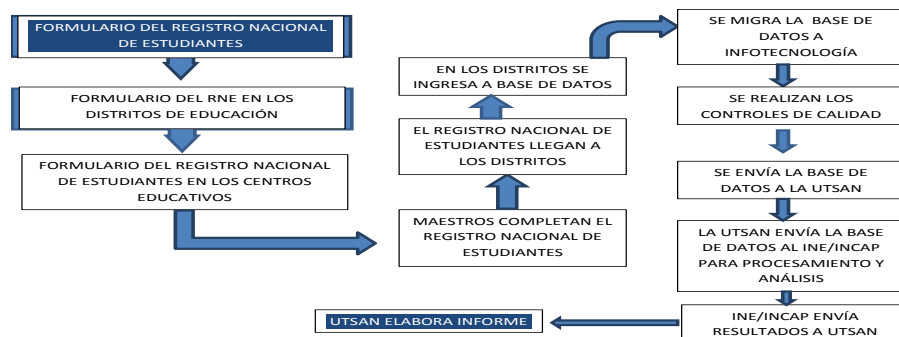 FORMULARIO DEL REGISTRO NACIONAL
DE ESTUDIANTES
FORMULARIO DEL RNE EN LOS
DISTRITOS DE EDUCACIÓN
FORMULARIO DEL REGISTRO NACIONAL
DE ESTUDIANTES EN LOS CENTROS
EDUCATIVOS
MAESTROS COMPLETAN EL
REGISTRO NACIONAL DE
ESTUDIANTES
EL REGISTRO NACIONAL DE
ESTUDIANTES LLEGAN A
LOS DISTRITOS
EN LOS DISTRITOS SE
INGRESA A BASE DE DATOS
SE MIGRA LA BASE DE
DATOS A
INFOTECNOLOGÍA
SE REALIZAN LOS
CONTROLES DE CALIDAD
SE ENVÍA LA BASE DE
DATOS A LA UTSAN
LA UTSAN ENVÍA LA BASE
DE DATOS AL INE/INCAP
PARA PROCESAMIENTO Y
ANÁLISIS
INE/INCAP ENVÍA
RESULTADOS A UTSAN
UTSAN ELABORA INFORME